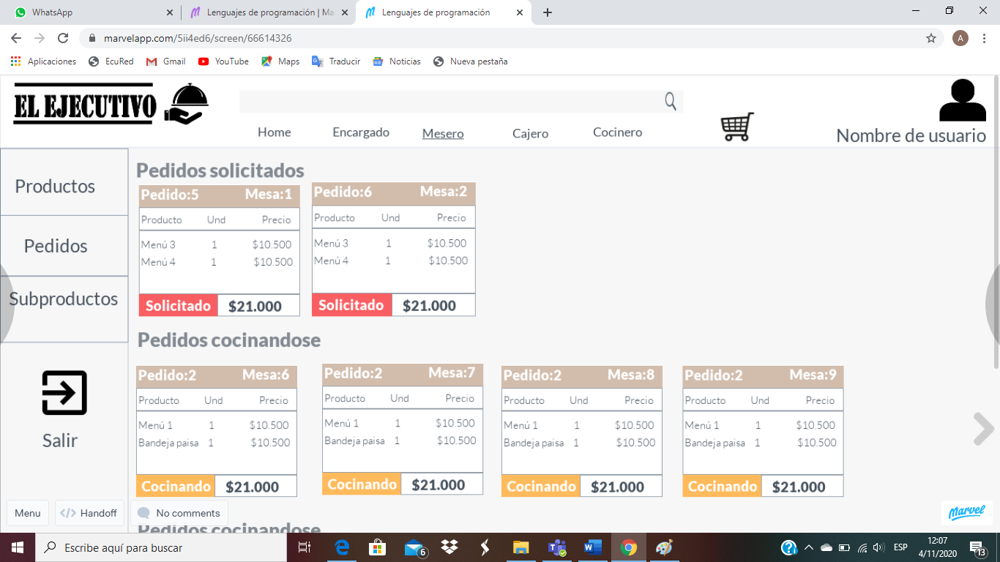 WhatsApp
Lenguajes de programación | Ma
Lenguajes de programación
marvelapp.com/5ii4ed6/screen/66614326
A
Aplicaciones EcuRed Gmail YouTube Maps Traducir Noticias Nueva pestaña
EL EJECUTIVO
Home Encargado Mesero Cajero Cocinero
Nombre de usuario
Productos
Pedidos
Subproductos
Salir
Pedidos solicitados
Pedido:5 Mesa:1
Producto Und Precio
Menú 3 1 $10.500
Menú 4 1 $10.500
Solicitado $21.000
Pedido:6 Mesa:2
Producto Und Precio
Menú 3 1 $10.500
Menú 4 1 $10.500
Solicitado $21.000
Pedidos cocinandose
Pedido:2 Mesa:6
Producto Und Precio
Menú 1 1 $10.500
Bandeja paisa 1 $10.500
Cocinando $21.000
Pedido:2 Mesa:7
Producto Und Precio
Menú 1 1 $10.500
Bandeja paisa 1 $10.500
Cocinando $21.000
Pedido:2 Mesa:8
Producto Und Precio
Menú 1 1 $10.500
Bandeja paisa 1 $10.500
Cocinando $21.000
Pedido:2 Mesa:9
Producto Und Precio
Menú 1 1 $10.500
Bandeja paisa 1 $10.500
Cocinando $21.000
Menu </> Handoff No comments
Marvel
Pedidos cocinandose
Escribe aquí para buscar
6
ESP
12:07
4/11/2020
13